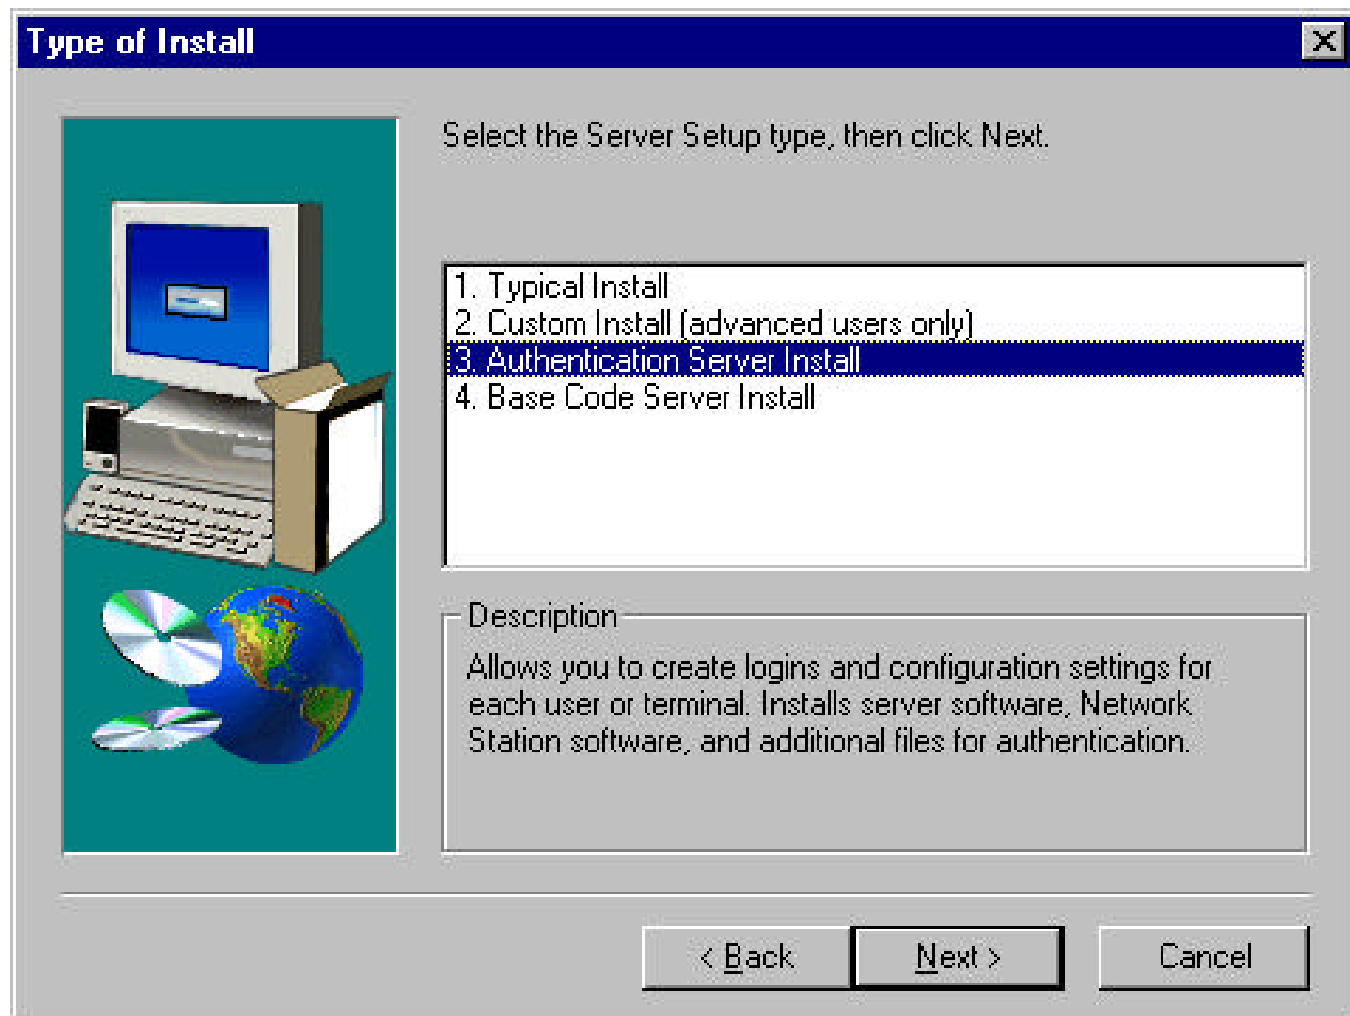 Type of Install
Select the Server Setup type, then click Next.
1. Typical Install
2. Custom Install (advanced users only)
3. Authentication Server Install
4. Base Code Server Install
Description
Allows you to create logins and configuration settings for
each user or terminal. Installs server software, Network
Station software, and additional files for authentication.
< Back
Next >
Cancel